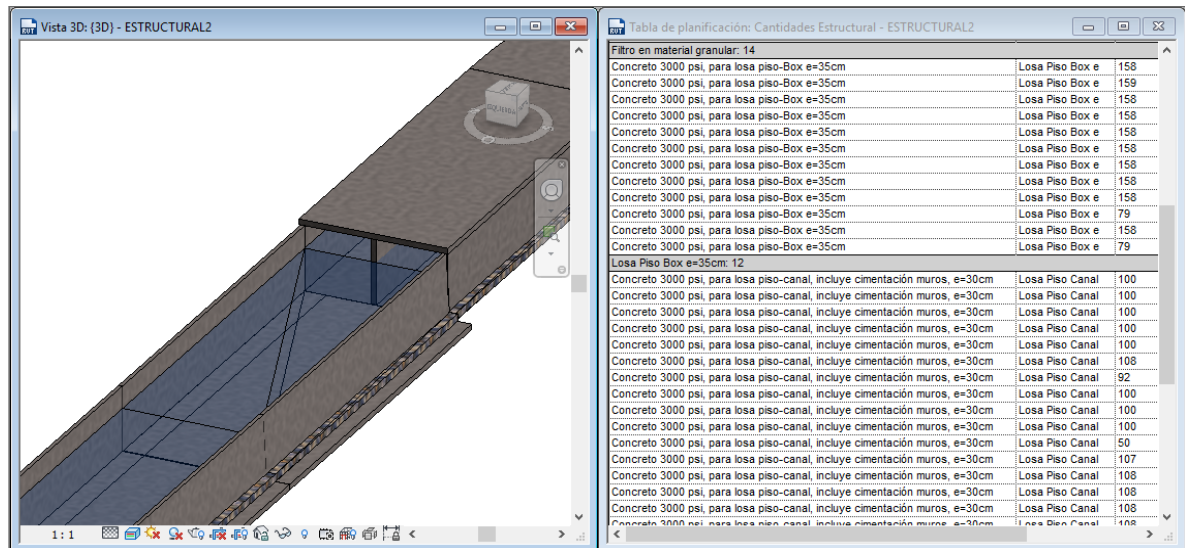 Vista 3D: {3D} - ESTRUCTURAL2
1 : 1
Tabla de planificación: Cantidades Estructural - ESTRUCTURAL2
Filtro en material granular: 14
Concreto 3000 psi, para losa piso-Box e=35cm Losa Piso Box e 158
Concreto 3000 psi, para losa piso-Box e=35cm Losa Piso Box e 159
Concreto 3000 psi, para losa piso-Box e=35cm Losa Piso Box e 158
Concreto 3000 psi, para losa piso-Box e=35cm Losa Piso Box e 158
Concreto 3000 psi, para losa piso-Box e=35cm Losa Piso Box e 158
Concreto 3000 psi, para losa piso-Box e=35cm Losa Piso Box e 158
Concreto 3000 psi, para losa piso-Box e=35cm Losa Piso Box e 158
Concreto 3000 psi, para losa piso-Box e=35cm Losa Piso Box e 158
Concreto 3000 psi, para losa piso-Box e=35cm Losa Piso Box e 158
Concreto 3000 psi, para losa piso-Box e=35cm Losa Piso Box e 79
Concreto 3000 psi, para losa piso-Box e=35cm Losa Piso Box e 158
Concreto 3000 psi, para losa piso-Box e=35cm Losa Piso Box e 79
Losa Piso Box e=35cm: 12
Concreto 3000 psi, para losa piso-canal, incluye cimentación muros, e=30cm Losa Piso Canal 100
Concreto 3000 psi, para losa piso-canal, incluye cimentación muros, e=30cm Losa Piso Canal 100
Concreto 3000 psi, para losa piso-canal, incluye cimentación muros, e=30cm Losa Piso Canal 100
Concreto 3000 psi, para losa piso-canal, incluye cimentación muros, e=30cm Losa Piso Canal 100
Concreto 3000 psi, para losa piso-canal, incluye cimentación muros, e=30cm Losa Piso Canal 100
Concreto 3000 psi, para losa piso-canal, incluye cimentación muros, e=30cm Losa Piso Canal 108
Concreto 3000 psi, para losa piso-canal, incluye cimentación muros, e=30cm Losa Piso Canal 92
Concreto 3000 psi, para losa piso-canal, incluye cimentación muros, e=30cm Losa Piso Canal 100
Concreto 3000 psi, para losa piso-canal, incluye cimentación muros, e=30cm Losa Piso Canal 100
Concreto 3000 psi, para losa piso-canal, incluye cimentación muros, e=30cm Losa Piso Canal 100
Concreto 3000 psi, para losa piso-canal, incluye cimentación muros, e=30cm Losa Piso Canal 50
Concreto 3000 psi, para losa piso-canal, incluye cimentación muros, e=30cm Losa Piso Canal 107
Concreto 3000 psi, para losa piso-canal, incluye cimentación muros, e=30cm Losa Piso Canal 108
Concreto 3000 psi, para losa piso-canal, incluye cimentación muros, e=30cm Losa Piso Canal 108
Concreto 3000 psi, para losa piso-canal, incluye cimentación muros, e=30cm Losa Piso Canal 108
Concreto 3000 psi, para losa piso-canal, incluye cimentación muros, e=30cm Losa Piso Canal 108